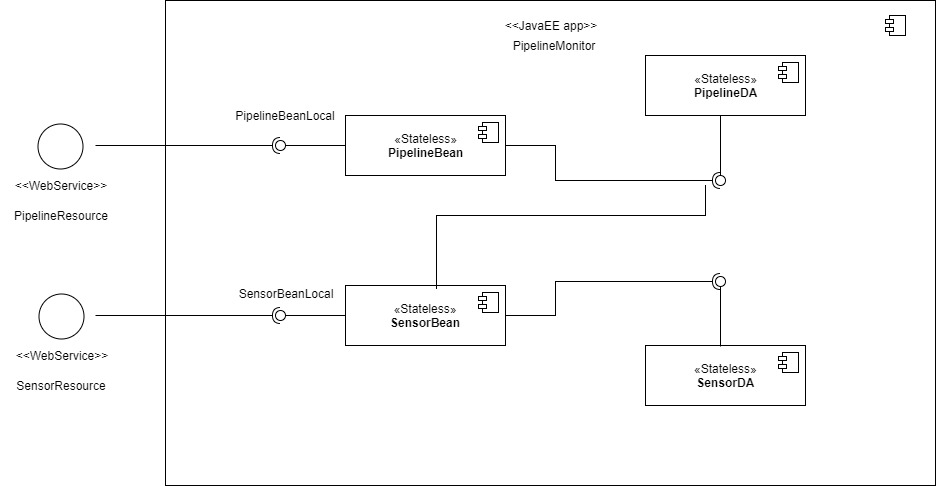 <<JavaEE app>>
PipelineMonitor
«Stateless»
PipelineDA
PipelineBeanLocal
«Stateless»
PipelineBean
<<WebService>>
PipelineResource
SensorBeanLocal
«Stateless»
SensorBean
<<WebService>>
SensorResource
«Stateless»
SensorDA